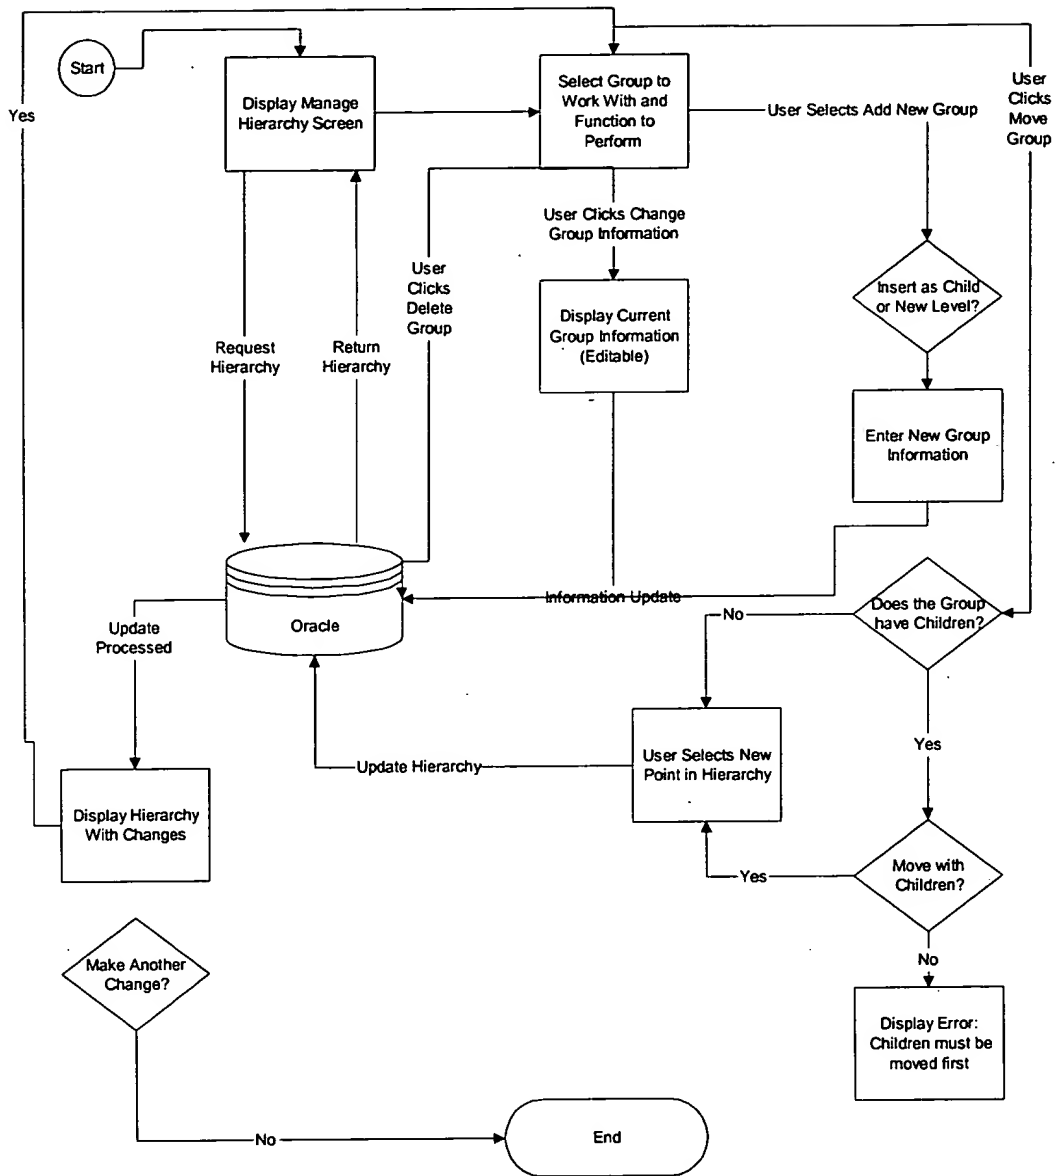 Start
Display Manage
Hierarchy Screen
Select Group to
Work With and
Function to
Perform
User Selects Add New Group
User
Clicks
Move
Group
Yes
User Clicks Change
Group Information
User
Clicks
Delete
Group
Insert as Child
or New Level?
Display Current
Group Information
(Editable)
Request
Hierarchy
Return
Hierarchy
Enter New Group
Information
Oracle
Information Update
Does the Group
have Children?
No
Update
Processed
Yes
User Selects New
Point in Hierarchy
Update Hierarchy
Display Hierarchy
With Changes
Move with
Children?
Yes
No
Make Another
Change?
Display Error:
Children must be
moved first
No
End